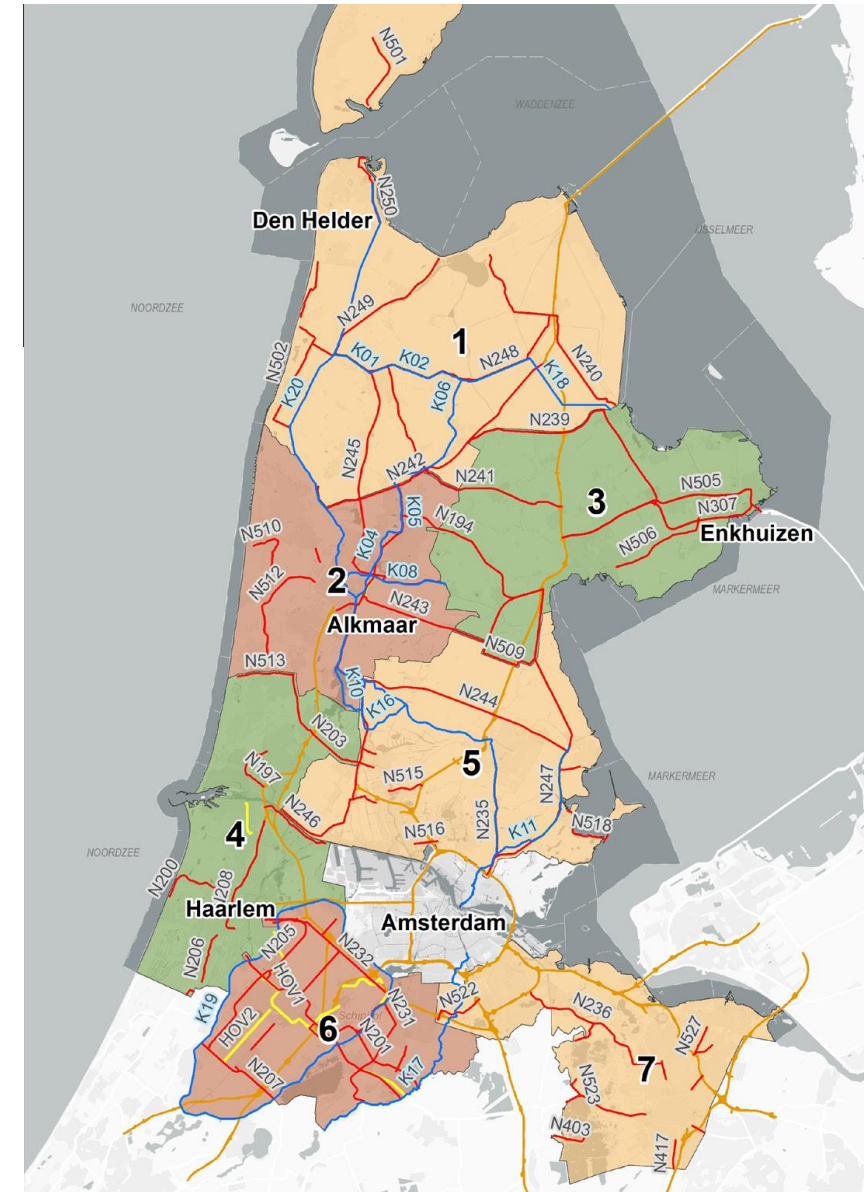 N501
WADDENZEE
N250
Den Helder
IJSSELMEER
NOORDZEE
N249
1
N502
K01
K02
N248
K18
N240
K20
K06
N239
N245
N242
N241
3
N505
N307
K05
N194
N506
Enkhuizen
N510
K04
N512
2
K08
MARKERMEER
N243
Alkmaar
N509
N513
K10
K16
N244
N203
5
N197
N515
N247
MARKERMEER
N246
N235
4
N516
K11
N518
NOORDZEE
N200
N208
Haarlem
Amsterdam
N205
N232
N206
HOV1
N231
N522
K19
HOV2
6
Schiphol
N236
N201
N527
N207
K17
7
N523
N403
N417